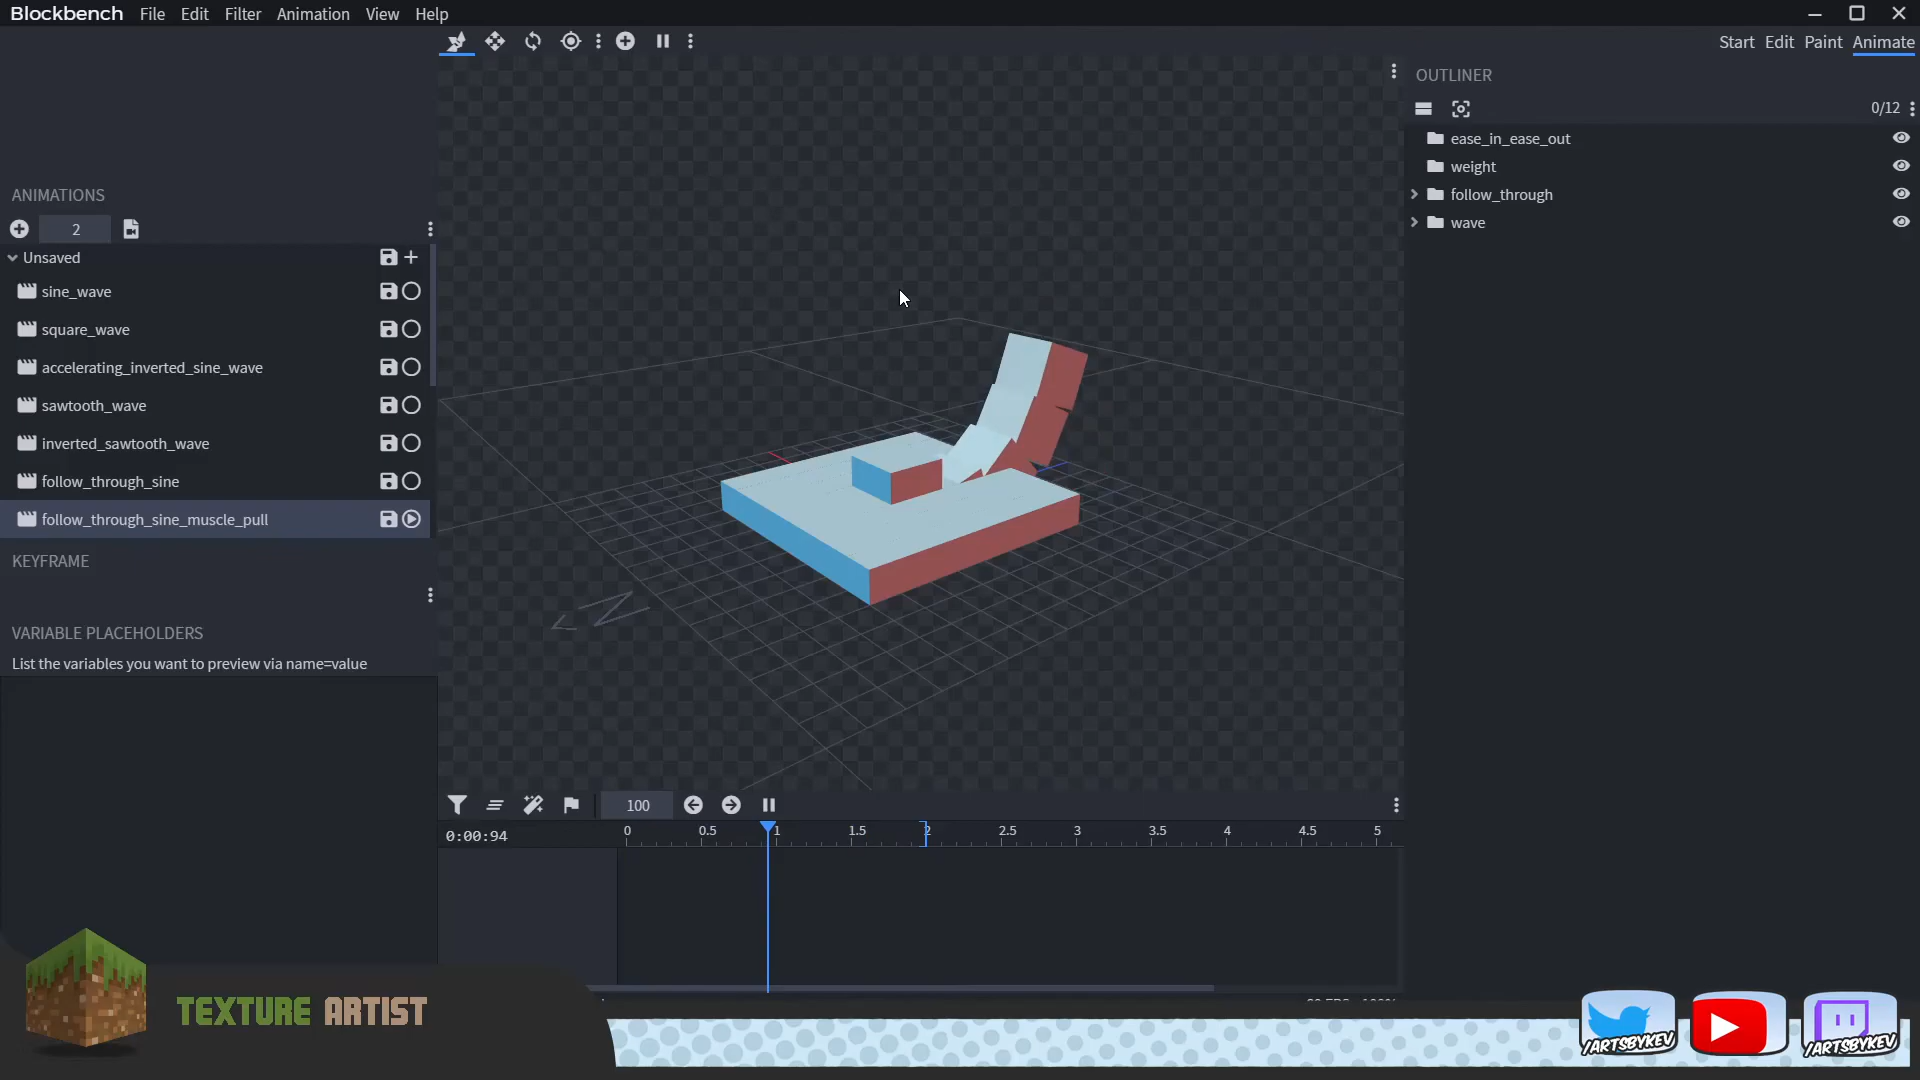 Blockbench File Edit Filter Animation View Help
Start Edit Paint Animate
OUTLINER
0/12
ease_in_ease_out
weight
follow_through
wave
ANIMATIONS
2
Unsaved
sine_wave
square_wave
accelerating_inverted_sine_wave
sawtooth_wave
inverted_sawtooth_wave
follow_through_sine
follow_through_sine_muscle_pull
KEYFRAME
VARIABLE PLACEHOLDERS
List the variables you want to preview via name=value
100
0:00:94
0 0.5 1 1.5 2 2.5 3 3.5 4 4.5 5
TEXTURE ARTIST
/ARTSBYKEV
/ARTSBYKEV